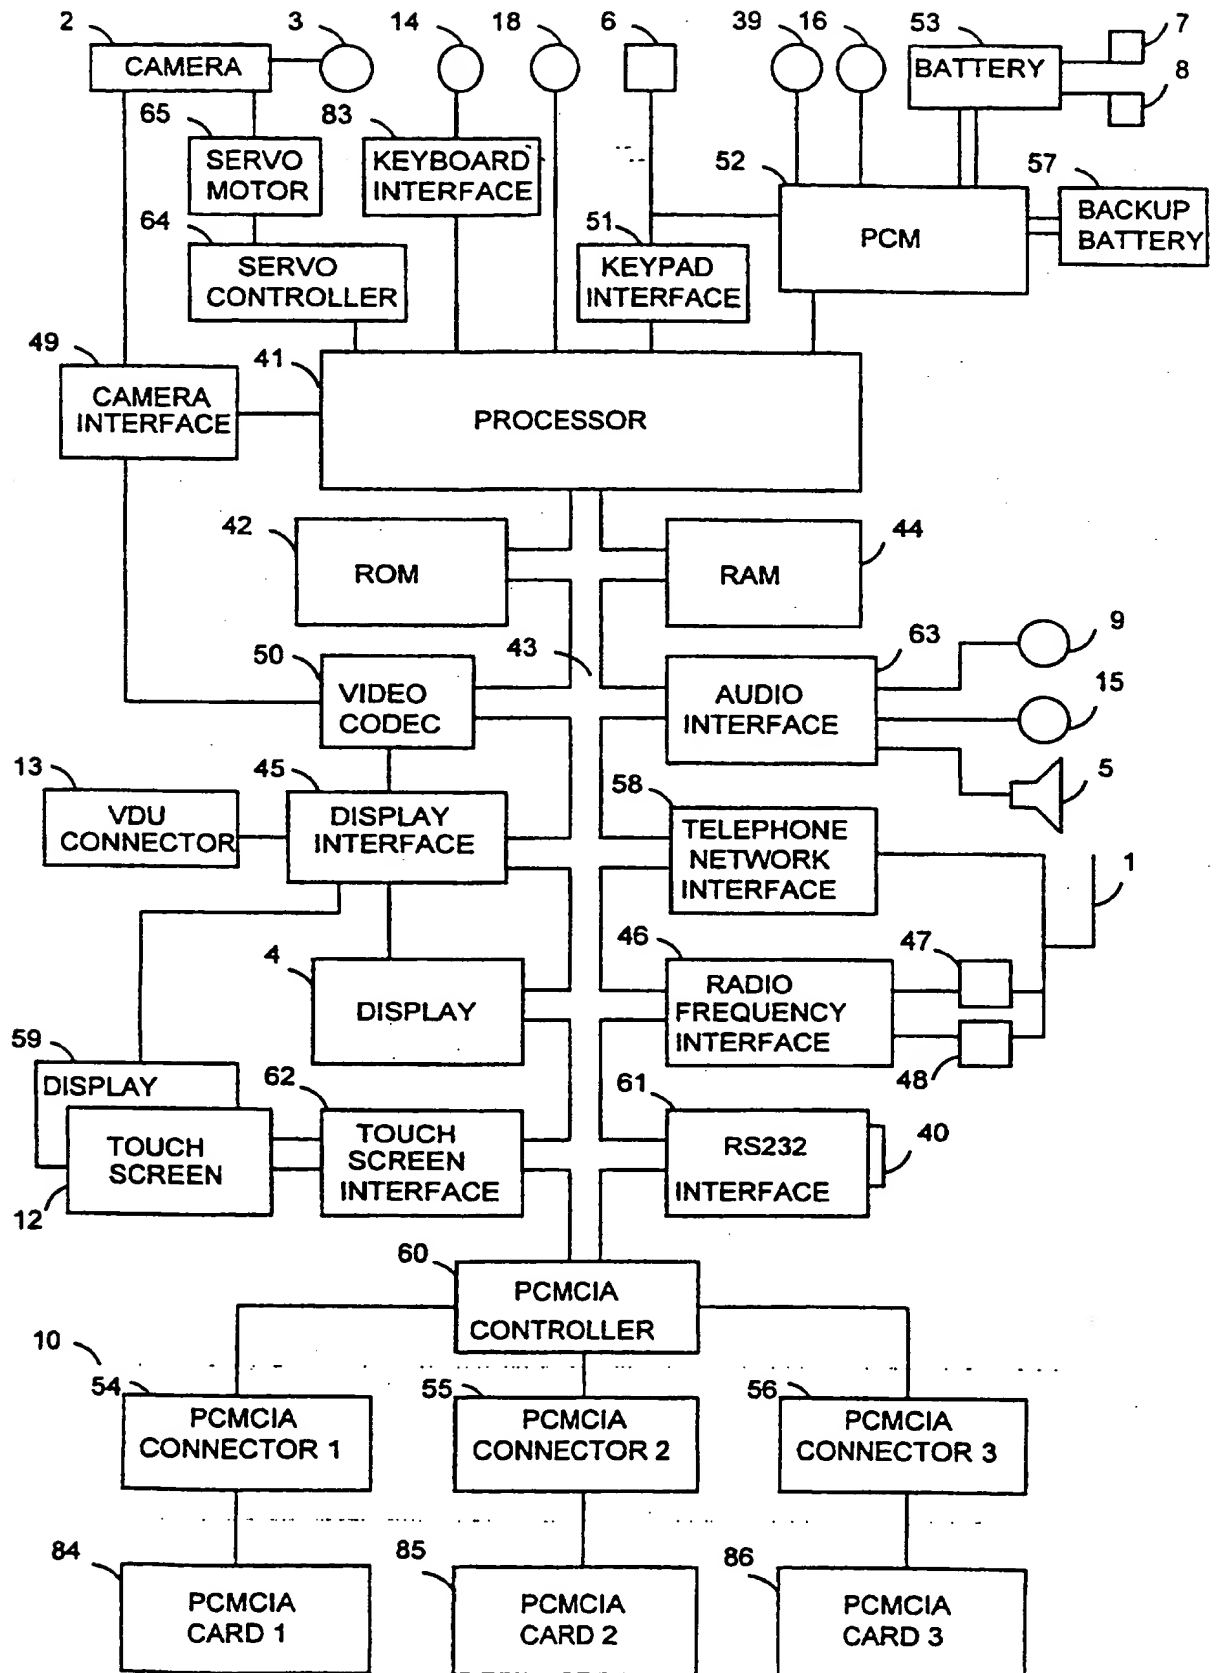 2 3 14 18 6 39 16 53 7
CAMERA
BATTERY
8
65 83
SERVO
MOTOR
KEYBOARD
INTERFACE
52 57
PCM
BACKUP
BATTERY
64
SERVO
CONTROLLER
51
KEYPAD
INTERFACE
49
CAMERA
INTERFACE
41
PROCESSOR
42
ROM
44
RAM
50
VIDEO
CODEC
43
63
AUDIO
INTERFACE
9
15
5
13
VDU
CONNECTOR
45
DISPLAY
INTERFACE
58
TELEPHONE
NETWORK
INTERFACE
1
4
DISPLAY
46
RADIO
FREQUENCY
INTERFACE
47
48
59
DISPLAY
TOUCH
SCREEN
12
62
TOUCH
SCREEN
INTERFACE
61
RS232
INTERFACE
40
60
PCMCIA
CONTROLLER
10
54
PCMCIA
CONNECTOR 1
55
PCMCIA
CONNECTOR 2
56
PCMCIA
CONNECTOR 3
84
PCMCIA
CARD 1
85
PCMCIA
CARD 2
86
PCMCIA
CARD 3